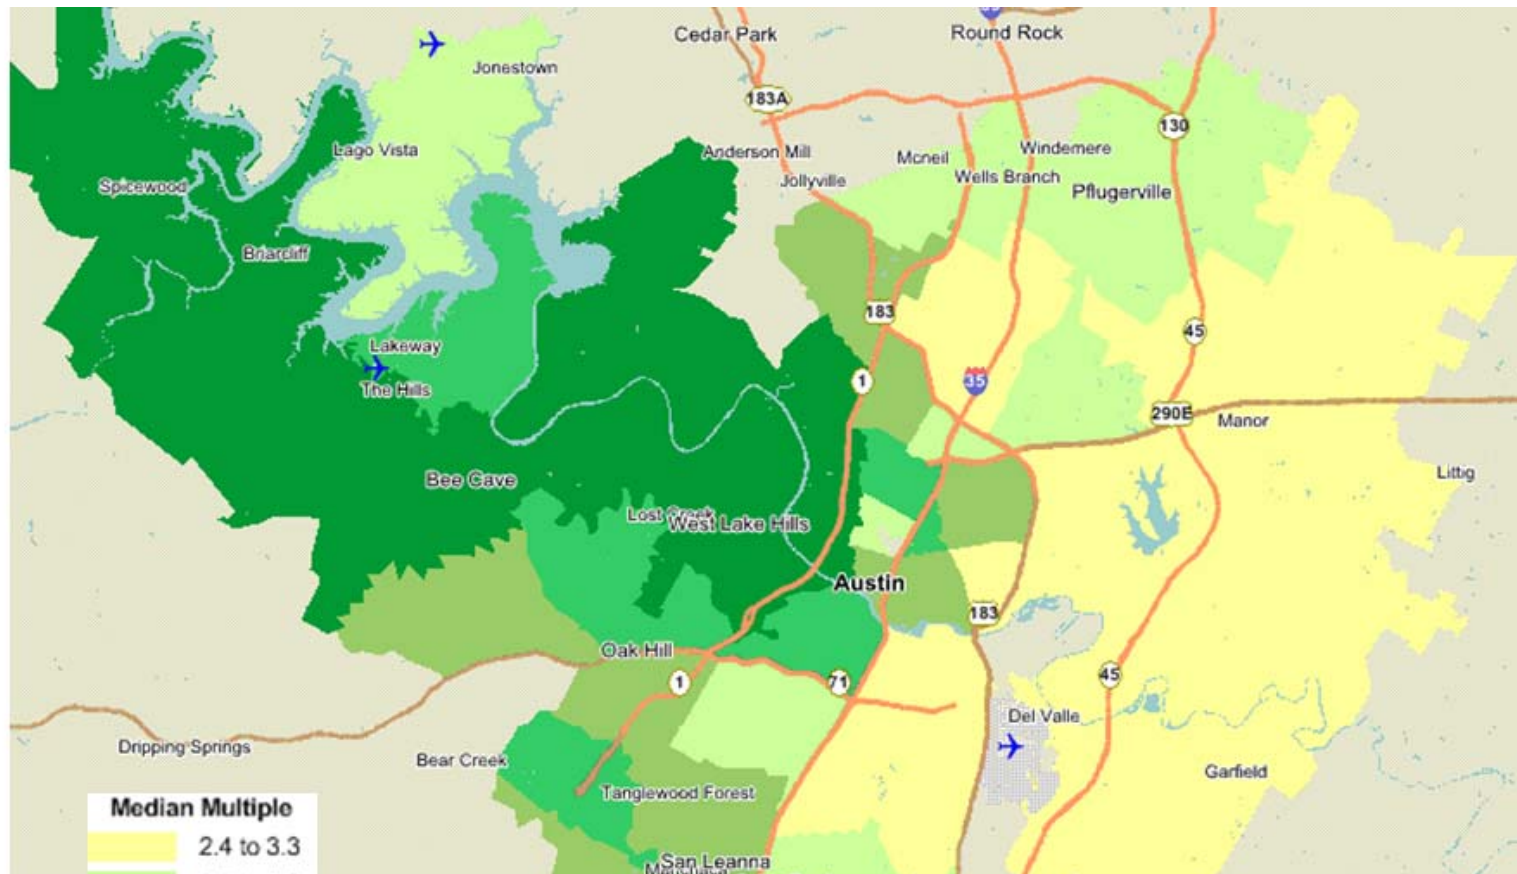 Cedar Park
Round Rock
Jonestown
183A
130
Lago Vista
Anderson Mill
Mcneil
Windemere
Jollyville
Wells Branch
Pflugerville
Spicewood
Briarcliff
183
45
Lakeway
The Hills
1
35
290E
Manor
Bee Cave
Littig
Lost Creek
West Lake Hills
Austin
183
Oak Hill
1
71
45
Del Valle
Dripping Springs
Bear Creek
Garfield
Tanglewood Forest
Median Multiple
2.4 to 3.3
San Leanna